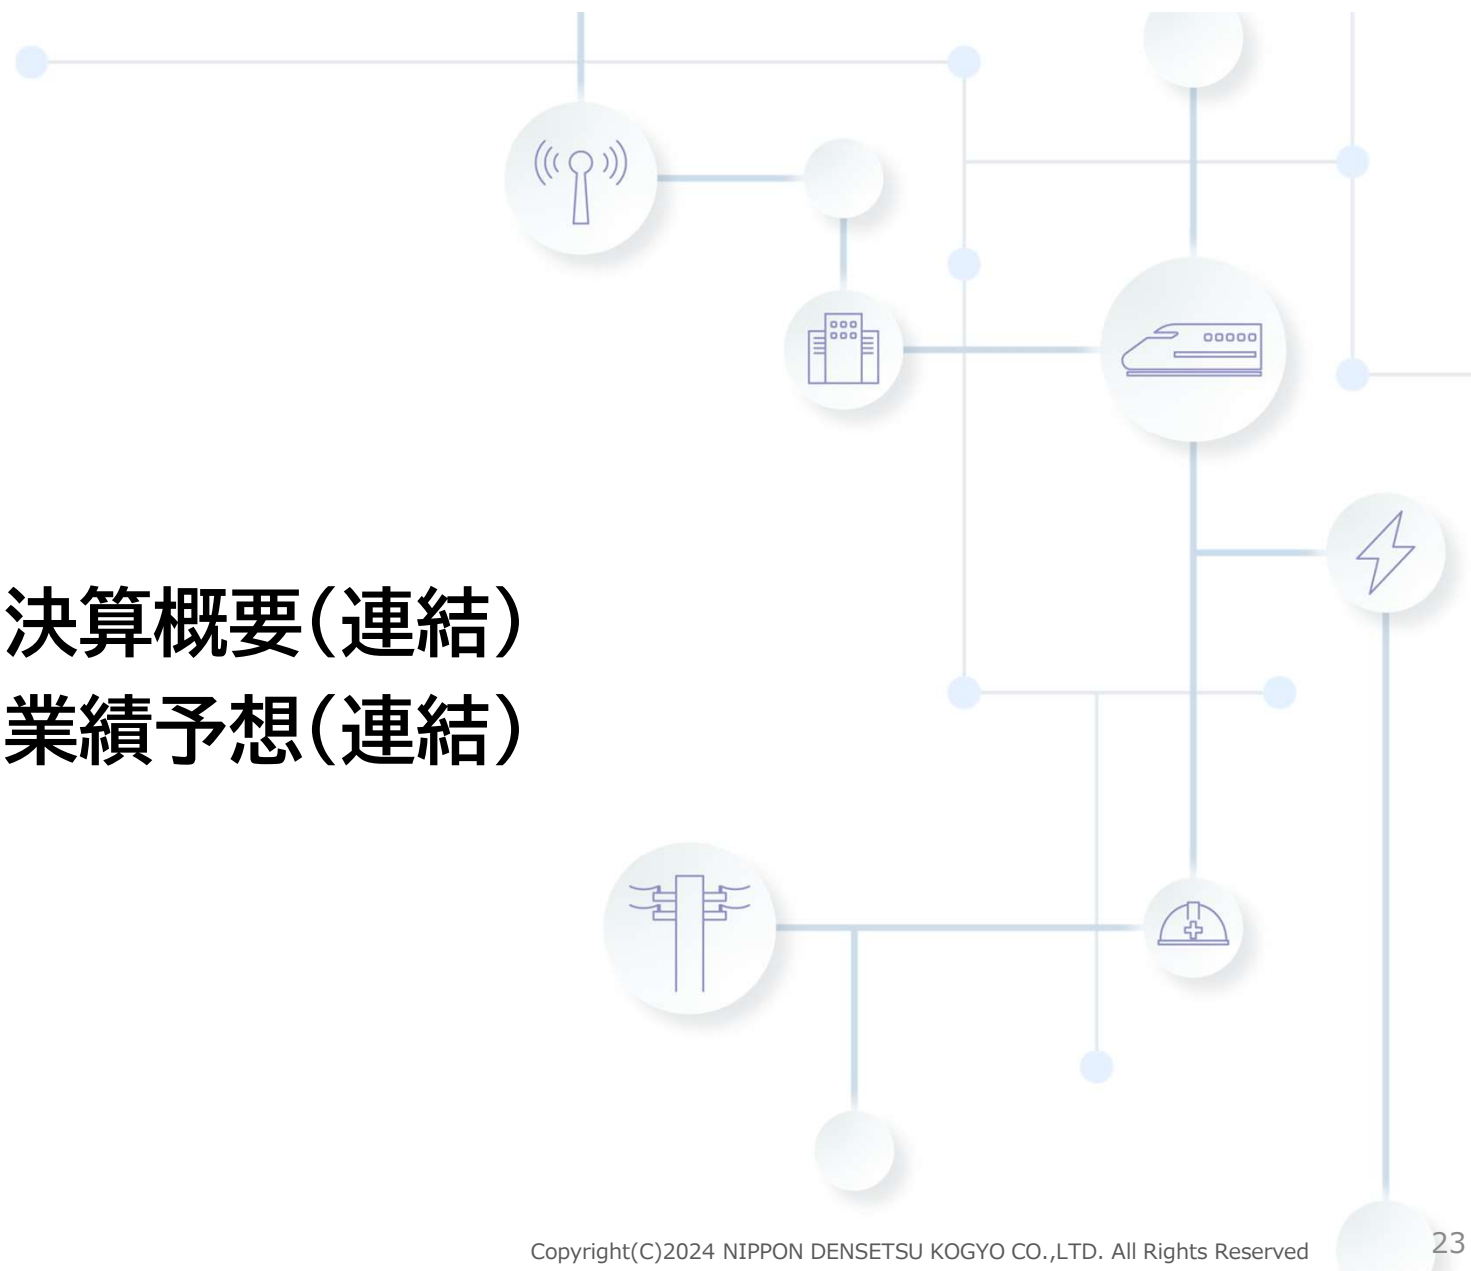 決算概要(連結)
業績予想(連結)
Copyright(C)2024 NIPPON DENSETSU KOGYO CO.,LTD. All Rights Reserved
23